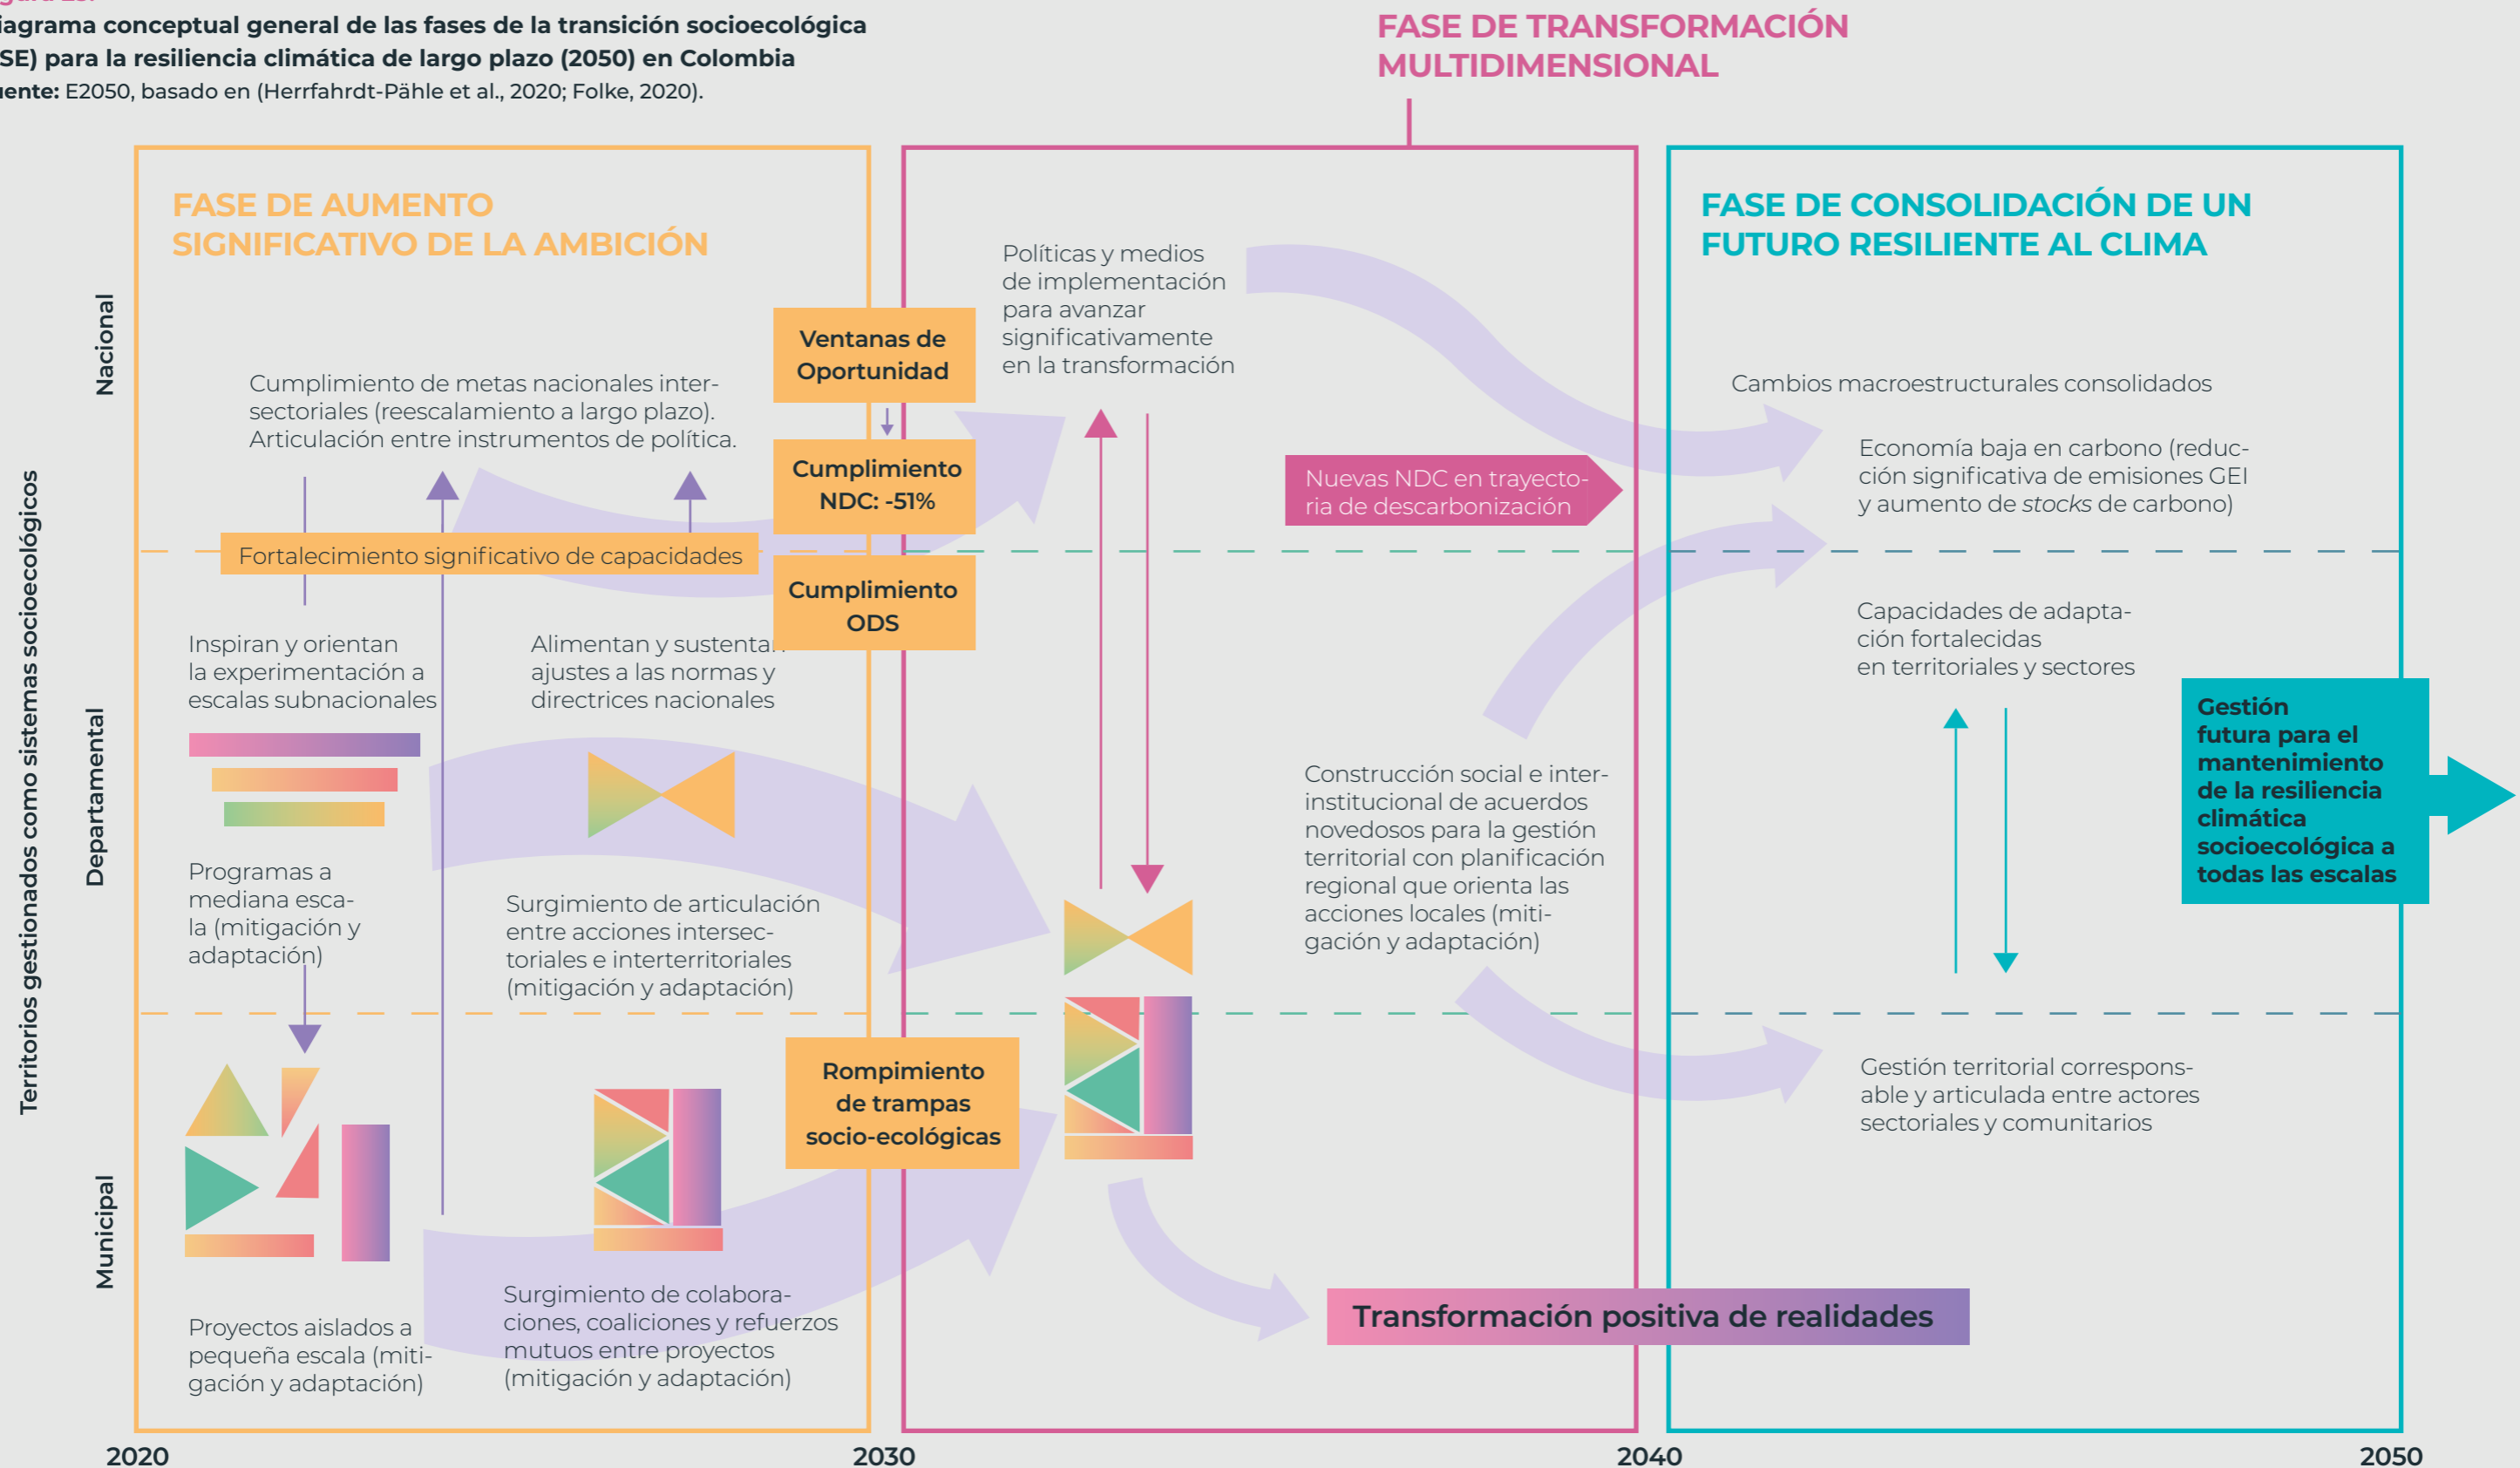 iagrama conceptual general de las fases de la transición socioecológica
SE) para la resiliencia climática de largo plazo (2050) en Colombia
uente: E2050, basado en (Herrfahrdt-Pähle et al., 2020; Folke, 2020).
FASE DE TRANSFORMACIÓN
MULTIDIMENSIONAL
Territorios gestionados como sistemas socioecológicos
Nacional
Departamental
Municipal
FASE DE AUMENTO
SIGNIFICATIVO DE LA AMBICIÓN
Cumplimiento de metas nacionales inter-
sectoriales (reescalamiento a largo plazo).
Articulación entre instrumentos de política.
Fortalecimiento significativo de capacidades
Inspiran y orientan
la experimentación a
escalas subnacionales
Alimentan y sustentan
ajustes a las normas y
directrices nacionales
Programas a
mediana esca-
la (mitigación y
adaptación)
Surgimiento de articulación
entre acciones intersec-
toriales e interterritoriales
(mitigación y adaptación)
Proyectos aislados a
pequeña escala (miti-
gación y adaptación)
Surgimiento de colabora-
ciones, coaliciones y refuerzos
mutuos entre proyectos
(mitigación y adaptación)
Ventanas de
Oportunidad
Cumplimiento
NDC: -51%
Cumplimiento
ODS
Rompimiento
de trampas
socio-ecológicas
Políticas y medios
de implementación
para avanzar
significativamente
en la transformación
Nuevas NDC en trayecto-
ria de descarbonización
Construcción social e inter-
institucional de acuerdos
novedosos para la gestión
territorial con planificación
regional que orienta las
acciones locales (miti-
gación y adaptación)
Transformación positiva de realidades
FASE DE CONSOLIDACIÓN DE UN
FUTURO RESILIENTE AL CLIMA
Cambios macroestructurales consolidados
Economía baja en carbono (reduc-
ción significativa de emisiones GEI
y aumento de stocks de carbono)
Capacidades de adapta-
ción fortalecidas
en territoriales y sectores
Gestión
futura para el
mantenimiento
de la resiliencia
climática
socioecológica a
todas las escalas
Gestión territorial correspons-
able y articulada entre actores
sectoriales y comunitarios
2020
2030
2040
2050